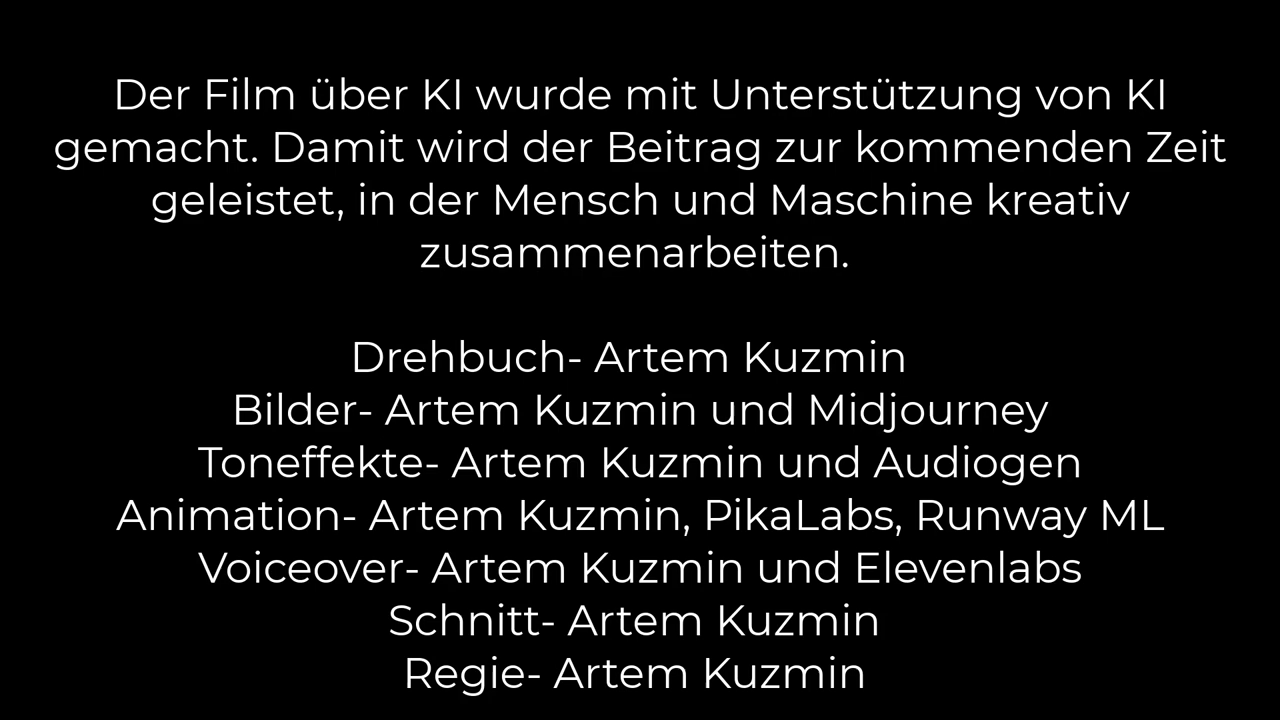 Der Film über KI wurde mit Unterstützung von KI
gemacht. Damit wird der Beitrag zur kommenden Zeit
geleistet, in der Mensch und Maschine kreativ
zusammenarbeiten.
Drehbuch- Artem Kuzmin
Bilder- Artem Kuzmin und Midjourney
Toneffekte- Artem Kuzmin und Audiogen
Animation- Artem Kuzmin, PikaLabs, Runway ML
Voiceover- Artem Kuzmin und Elevenlabs
Schnitt- Artem Kuzmin
Regie- Artem Kuzmin